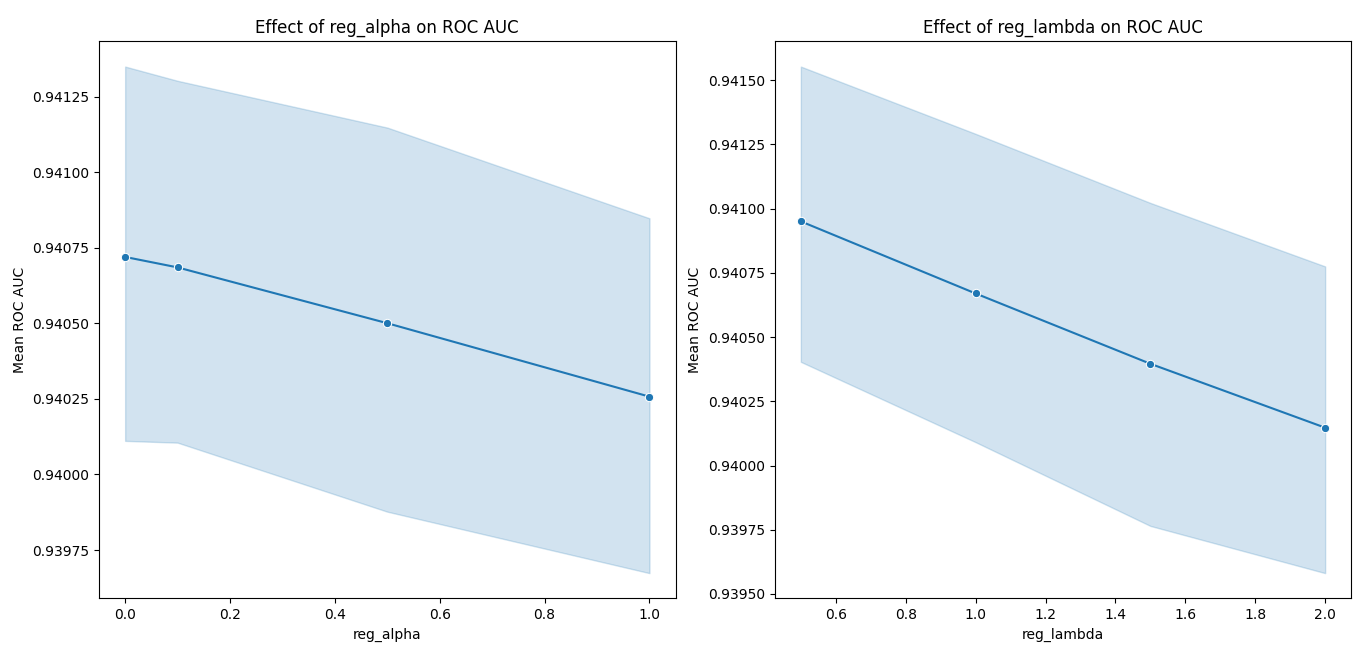 Effect of reg_alpha on ROC AUC
Mean ROC AUC
0.94125
0.94100
0.94075
0.94050
0.94025
0.94000
0.93975
0.0 0.2 0.4 0.6 0.8 1.0
reg_alpha
Effect of reg_lambda on ROC AUC
Mean ROC AUC
0.94150
0.94125
0.94100
0.94075
0.94050
0.94025
0.94000
0.93975
0.93950
0.6 0.8 1.0 1.2 1.4 1.6 1.8 2.0
reg_lambda